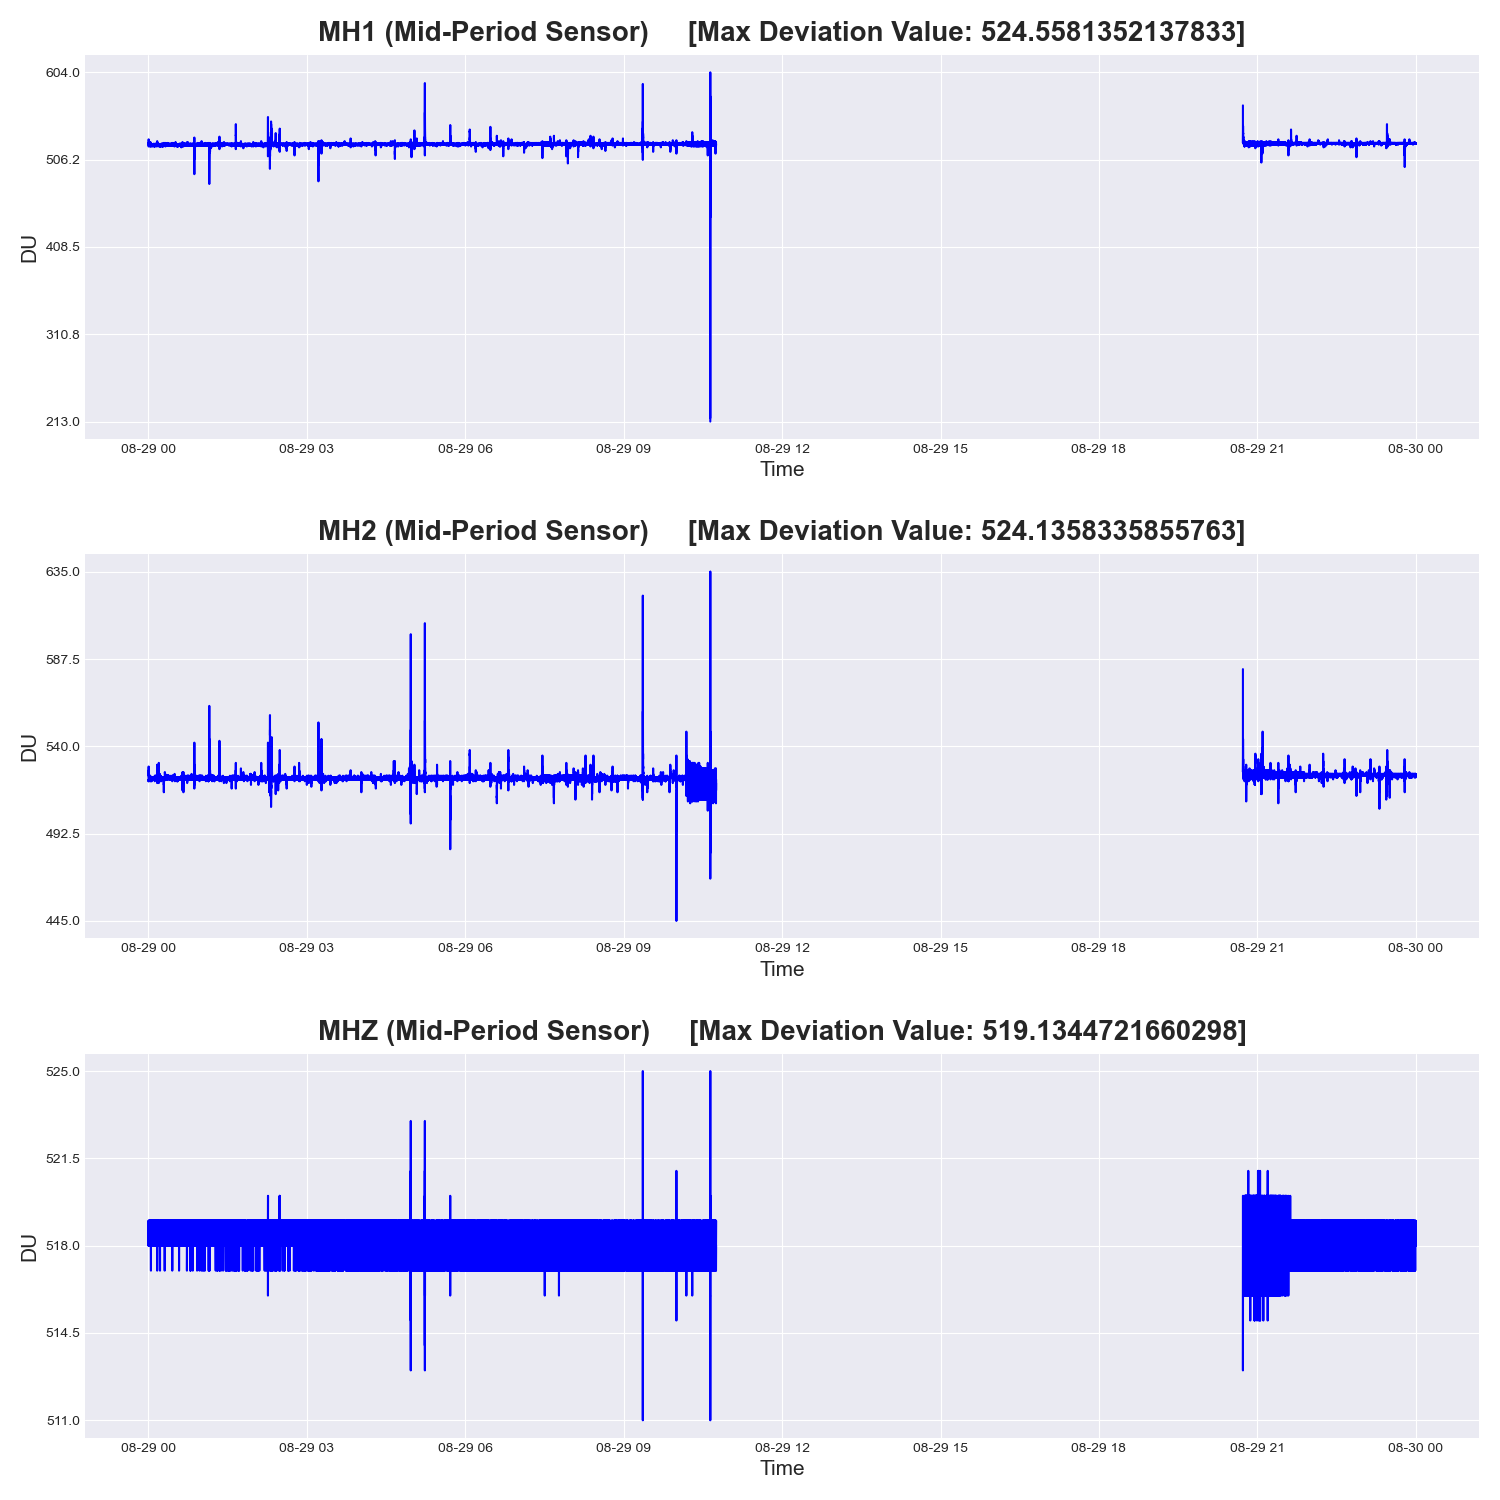 MH1 (Mid-Period Sensor) [Max Deviation Value: 524.5581352137833]
604.0
506.2
408.5
310.8
213.0
DU
08-29 00 08-29 03 08-29 06 08-29 09 08-29 12 08-29 15 08-29 18 08-29 21 08-30 00
Time
MH2 (Mid-Period Sensor) [Max Deviation Value: 524.1358335855763]
635.0
587.5
540.0
492.5
445.0
DU
08-29 00 08-29 03 08-29 06 08-29 09 08-29 12 08-29 15 08-29 18 08-29 21 08-30 00
Time
MHZ (Mid-Period Sensor) [Max Deviation Value: 519.1344721660298]
525.0
521.5
518.0
514.5
511.0
DU
08-29 00 08-29 03 08-29 06 08-29 09 08-29 12 08-29 15 08-29 18 08-29 21 08-30 00
Time